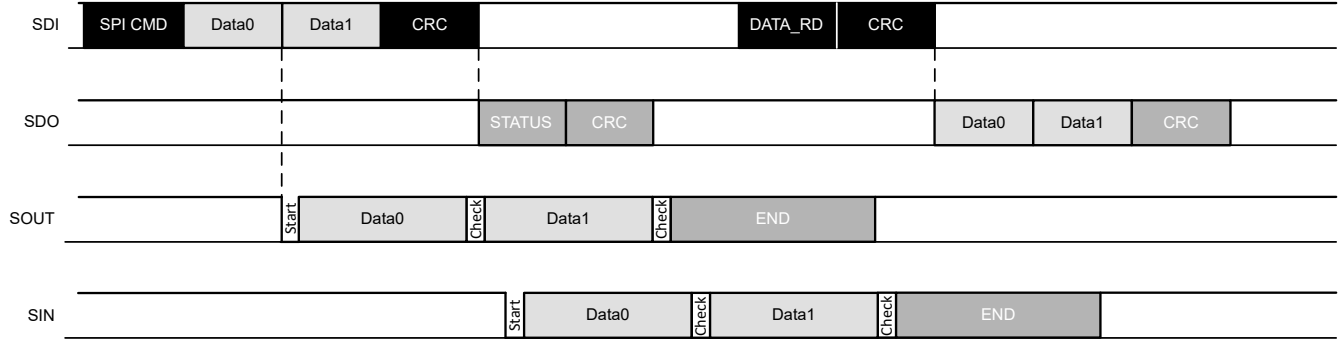 SDI SPI CMD Data0 Data1 CRC DATA_RD CRC
SDO STATUS CRC Data0 Data1 CRC
SOUT Start Data0 Check Data1 Check END
SIN Start Data0 Check Data1 Check END